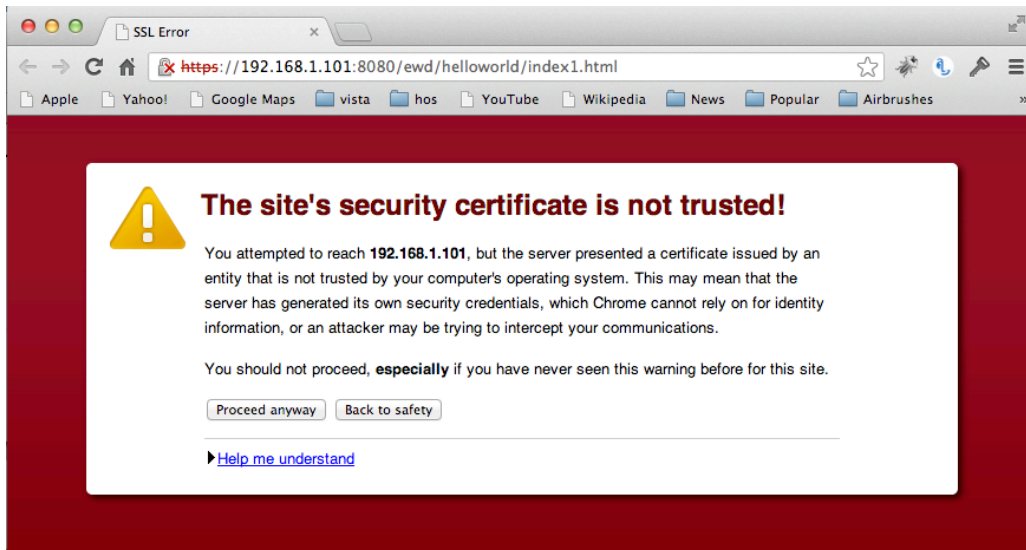 SSL Error
https://192.168.1.101:8080/ewd/helloworld/index1.html
Apple Yahoo! Google Maps vista hos YouTube Wikipedia News Popular Airbrushes »
The site's security certificate is not trusted!
You attempted to reach 192.168.1.101, but the server presented a certificate issued by an
entity that is not trusted by your computer's operating system. This may mean that the
server has generated its own security credentials, which Chrome cannot rely on for identity
information, or an attacker may be trying to intercept your communications.
You should not proceed, especially if you have never seen this warning before for this site.
Proceed anyway Back to safety
Help me understand